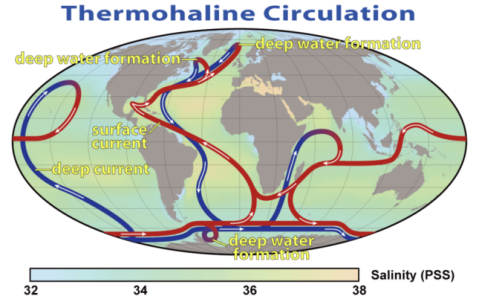 Thermohaline Circulation
deep water formation
deep water formation
surface
current
deep current
deep water
formation
Salinity (PSS)
32 34 36 38